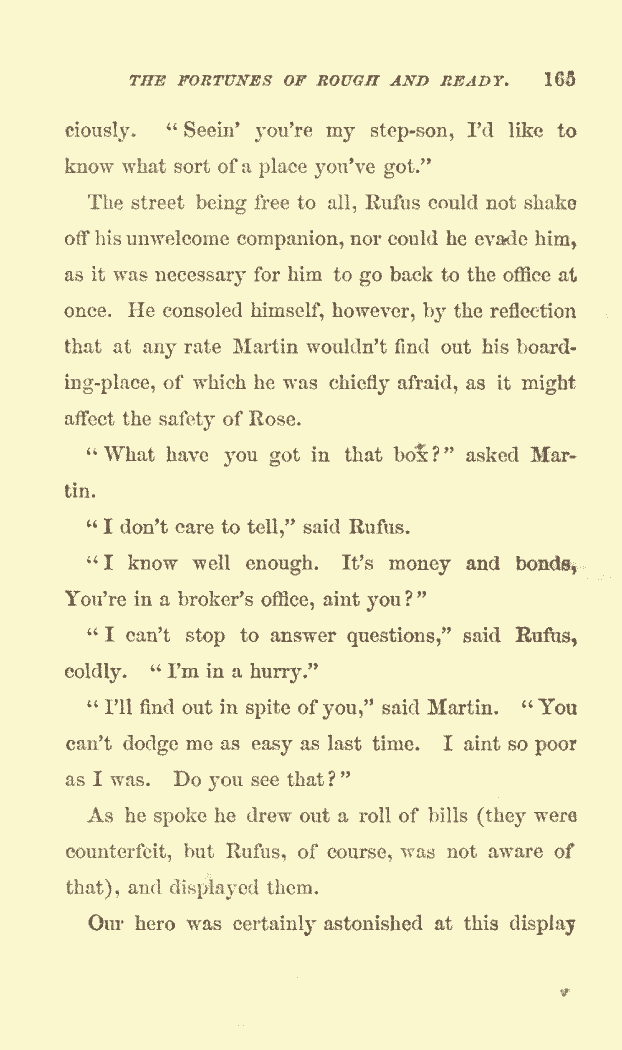 THE FORTUNES OF ROUGH AND READY. 165
ciously. "Seein' you're my step-son, I'd like to
know what sort of a place you've got."
The street being free to all, Rufus could not shake
off his unwelcome companion, nor could he evade him,
as it was necessary for him to go back to the office at
once. He consoled himself, however, by the reflection
that at any rate Martin wouldn't find out his board-
ing-place, of which he was chiefly afraid, as it might
affect the safety of Rose.
"What have you got in that box?" asked Mar-
tin.
"I don't care to tell," said Rufus.
"I know well enough. It's money and bonds,
You're in a broker's office, aint you?"
"I can't stop to answer questions," said Rufus,
coldly. "I'm in a hurry."
"I'll find out in spite of you," said Martin. "You
can't dodge me as easy as last time. I aint so poor
as I was. Do you see that?"
As he spoke he drew out a roll of bills (they were
counterfeit, but Rufus, of course, was not aware of
that), and displayed them.
Our hero was certainly astonished at this display